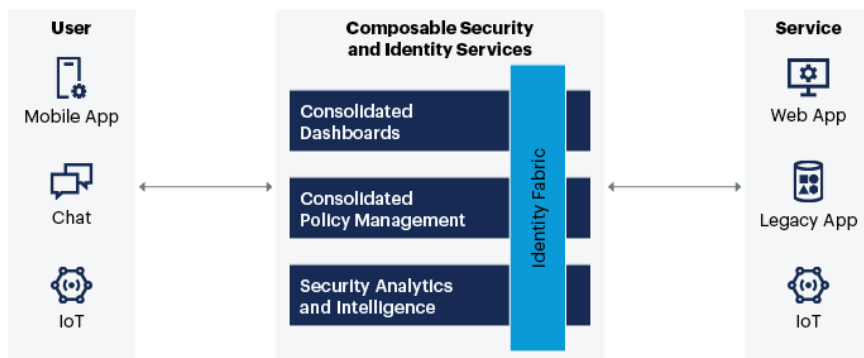 User
Mobile App
Chat
IoT
Composable Security
and Identity Services
Consolidated
Dashboards
Consolidated
Policy Management
Security Analytics
and Intelligence
Identity Fabric
Service
Web App
Legacy App
IoT